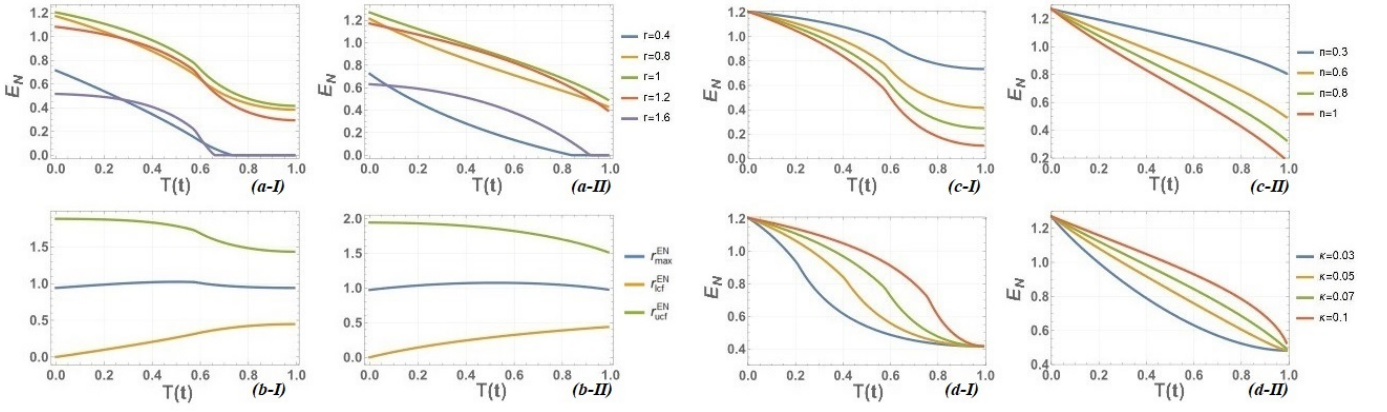 E_N
1.2
1.0
0.8
0.6
0.4
0.2
0.0
0.0 0.2 0.4 0.6 0.8 1.0
T(t) (a-I)
E_N
1.2
1.0
0.8
0.6
0.4
0.2
0.0
0.0 0.2 0.4 0.6 0.8 1.0
T(t) (a-II)
r=0.4
r=0.8
r=1
r=1.2
r=1.6
E_N
1.2
1.0
0.8
0.6
0.4
0.2
0.0
0.0 0.2 0.4 0.6 0.8 1.0
T(t) (c-I)
E_N
1.2
1.0
0.8
0.6
0.4
0.2
0.0 0.2 0.4 0.6 0.8 1.0
T(t) (c-II)
n=0.3
n=0.6
n=0.8
n=1
1.5
1.0
0.5
0.0
0.0 0.2 0.4 0.6 0.8 1.0
T(t) (b-I)
2.0
1.5
1.0
0.5
0.0
0.0 0.2 0.4 0.6 0.8 1.0
T(t) (b-II)
r_max^EN
r_lcf^EN
r_ucf^EN
E_N
1.2
1.0
0.8
0.6
0.4
0.0 0.2 0.4 0.6 0.8 1.0
T(t) (d-I)
E_N
1.2
1.0
0.8
0.6
0.4
0.0 0.2 0.4 0.6 0.8 1.0
T(t) (d-II)
κ=0.03
κ=0.05
κ=0.07
κ=0.1